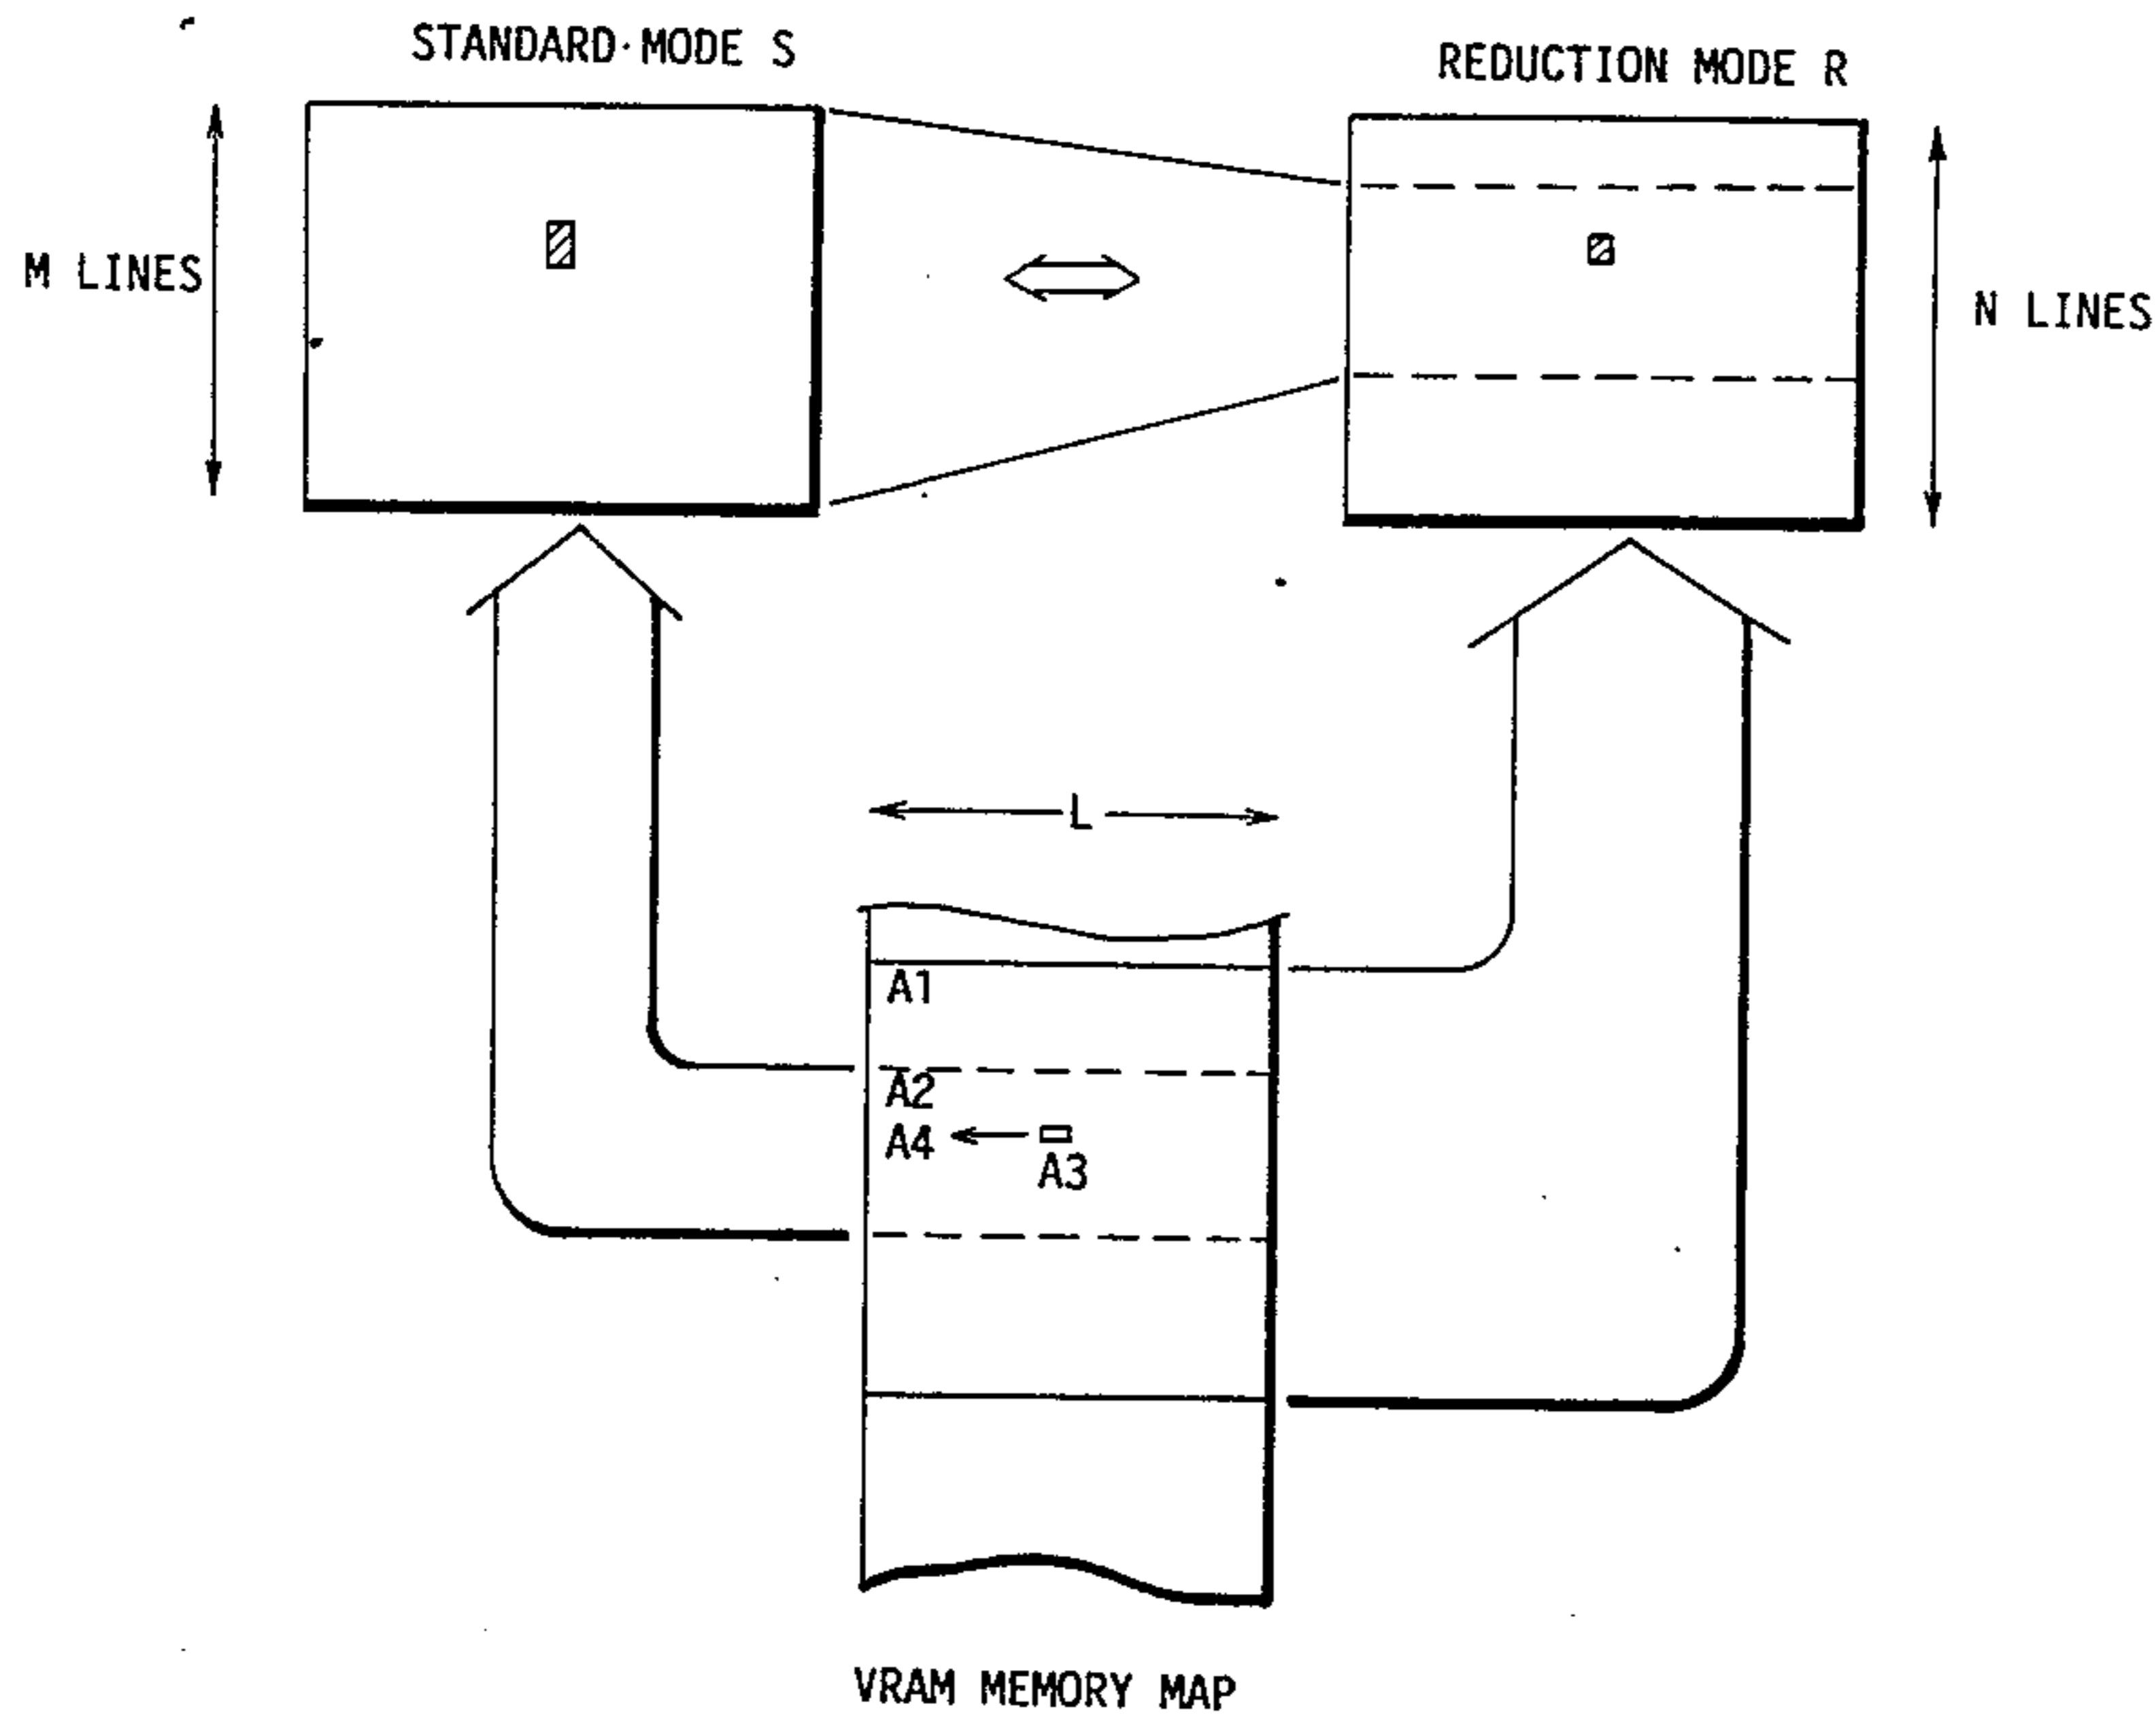 STANDARD MODE S
REDUCTION MODE R
M LINES
N LINES
L
A1
A2
A4
A3
VRAM MEMORY MAP